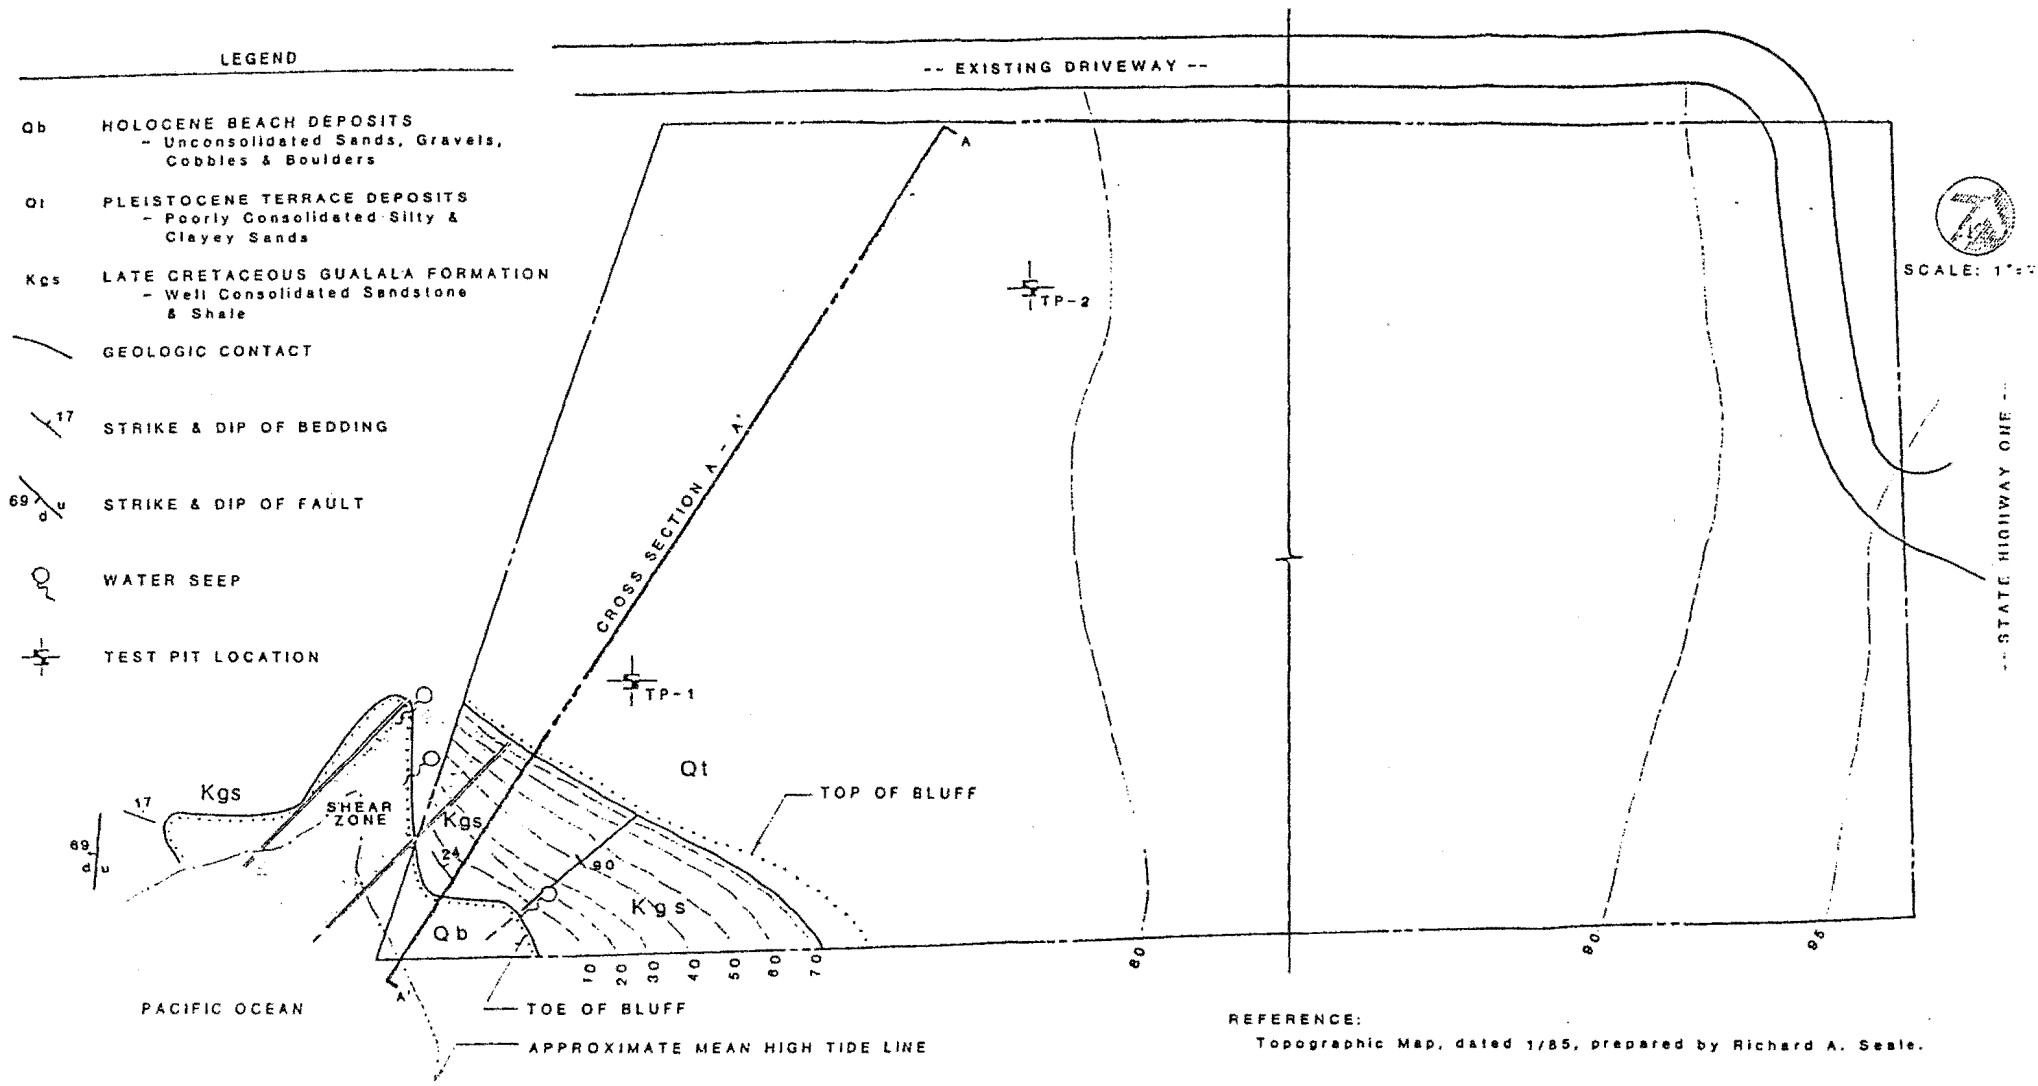 LEGEND
Qb HOLOCENE BEACH DEPOSITS
- Unconsolidated Sands, Gravels,
Cobbles & Boulders
Qt PLEISTOCENE TERRACE DEPOSITS
- Poorly Consolidated Silty &
Clayey Sands
Kgs LATE CRETACEOUS GUALALA FORMATION
- Well Consolidated Sandstone
& Shale
GEOLOGIC CONTACT
17 STRIKE & DIP OF BEDDING
69 d u STRIKE & DIP OF FAULT
WATER SEEP
TEST PIT LOCATION
-- EXISTING DRIVEWAY --
A
TP-2
CROSS SECTION A - A'
TP-1
SCALE: 1"=
-- STATE HIGHWAY ONE --
Qt
TOP OF BLUFF
Kgs
17
SHEAR
ZONE
69
d u
Kgs
24
90
Kgs
Qb
A'
10
20
30
40
50
60
70
80
90
95
PACIFIC OCEAN
TOE OF BLUFF
APPROXIMATE MEAN HIGH TIDE LINE
REFERENCE:
Topographic Map, dated 1/85, prepared by Richard A. Seale.